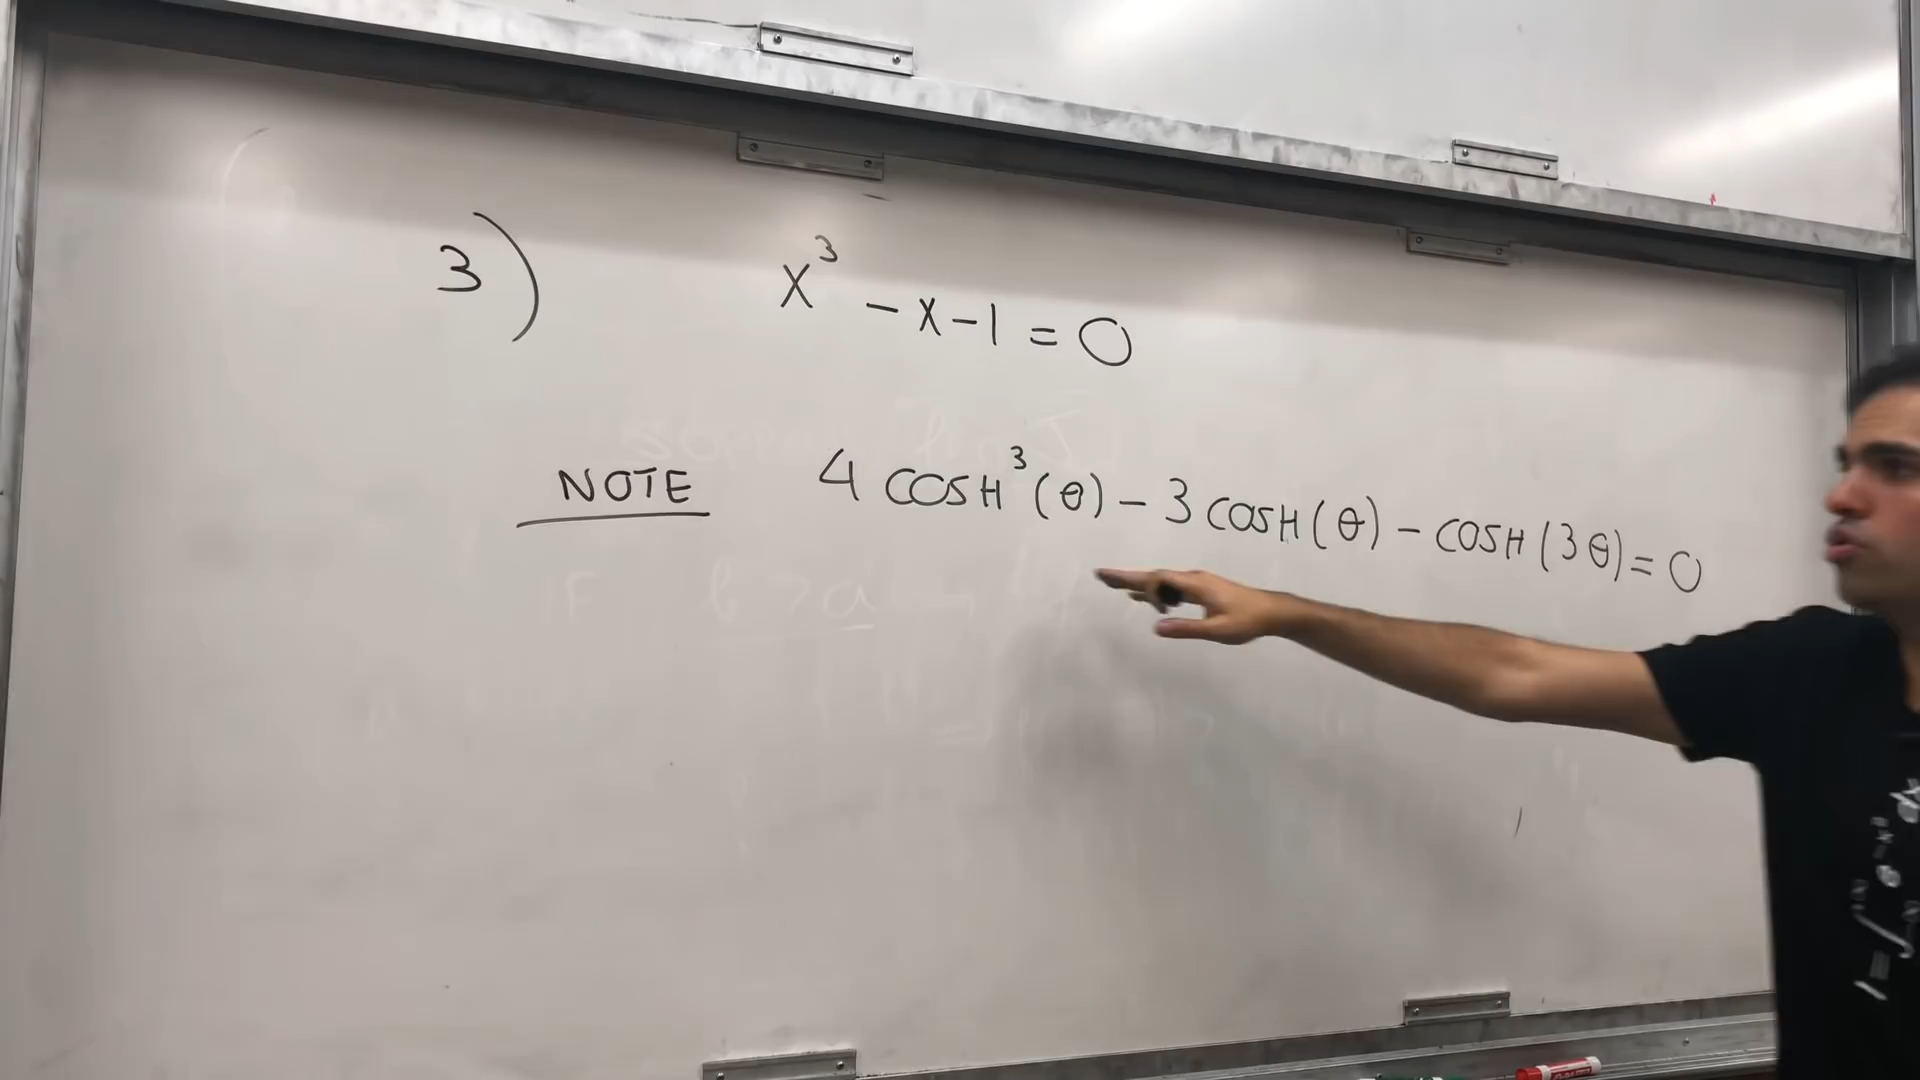 3) x³ - x - 1 = 0
NOTE 4 COSH³(θ) - 3 COSH(θ) - COSH(3θ) = 0